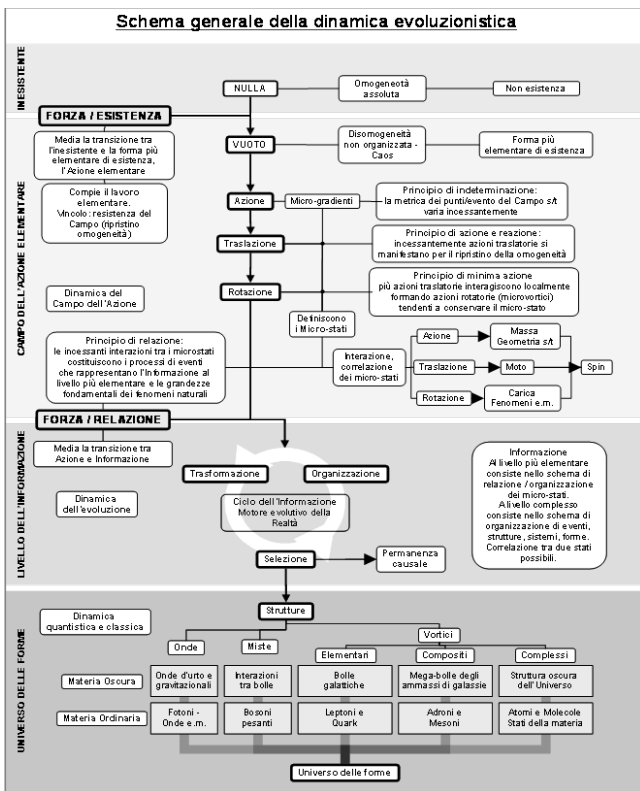 Schema generale della dinamica evoluzionistica
INESISTENTE
NULLA
Omogeneotà
assoluta
Non esistenza
FORZA / ESISTENZA
CAMPO DELL'AZIONE ELEMENTARE
Media la transizione tra
l'inesistente e la forma più
elementare di esistenza,
l'Azione elementare
VUOTO
Disomogeneità
non organizzata -
Caos
Forma più
elementare di esistenza
Compie il lavoro
elementare.
Vincolo: resistenza del
Campo (ripristino
omogeneità)
Azione
Micro-gradienti
Principio di indeterminazione:
la metrica dei punti/evento del Campo s/t
varia incessantemente
Traslazione
Principio di azione e reazione:
incessantemente azioni traslatorie si
manifestano per il ripristino della omogeneità
Rotazione
Principio di minima azione
più azioni traslatorie interagiscono localmente
formando azioni rotatorie (microvortici)
tendenti a conservare il micro-stato
Dinamica del
Campo dell'Azione
Definiscono
i Micro-stati
Principio di relazione:
le incessanti interazioni tra i microstati
costituiscono i processi di eventi
che rappresentano l'Informazione al
livello più elementare e le grandezze
fondamentali dei fenomeni naturali
Interazione,
correlazione
dei micro-stati
Azione
Massa
Geometria s/t
Traslazione
Moto
Spin
Rotazione
Carica
Fenomeni e.m.
FORZA / RELAZIONE
LIVELLO DELL'INFORMAZIONE
Media la transizione tra
Azione e Informazione
Trasformazione
Organizzazione
Dinamica
dell'evoluzione
Ciclo dell'Informazione
Motore evolutivo della
Realtà
Informazione
Al livello più elementare
consiste nello schema di
relazione / organizzazione
dei micro-stati.
A livello complesso
consiste nello schema di
organizzazione di eventi,
strutture, sistemi, forme.
Correlazione tra due stati
possibili.
Selezione
Permanenza
causale
UNIVERSO DELLE FORME
Dinamica
quantistica e classica
Strutture
Onde
Miste
Vortici
Elementari
Compositi
Complessi
Materia Oscura
Onde d'urto e
gravitazionali
Interazioni
tra bolle
Bolle
galattiche
Mega-bolle degli
ammassi di galassie
Struttura oscura
dell'Universo
Materia Ordinaria
Fotoni -
Onde e.m.
Bosoni
pesanti
Leptoni e
Quark
Adroni e
Mesoni
Atomi e Molecole
Stati della materia
Universo delle forme